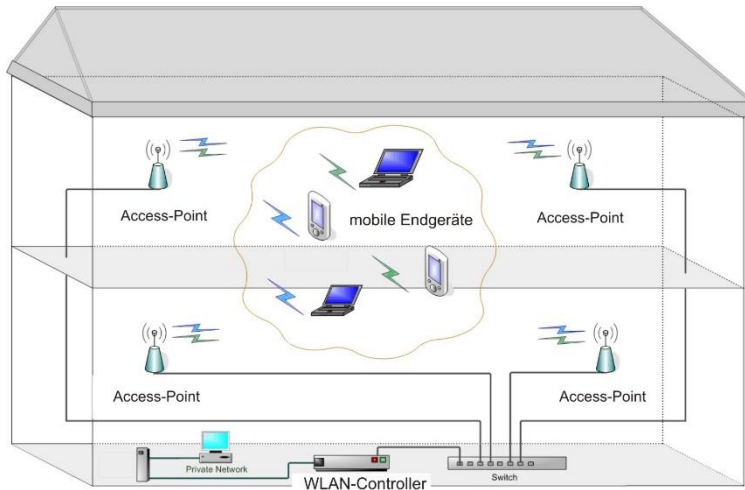 Access-Point
mobile Endgeräte
Access-Point
Access-Point
Access-Point
Private Network
WLAN-Controller
Switch